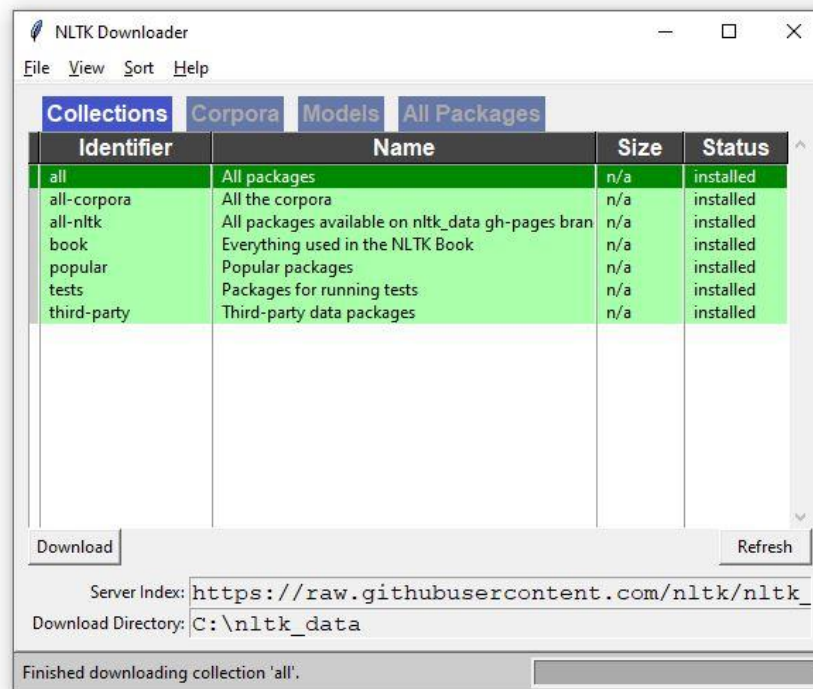 NLTK Downloader
File View Sort Help
Collections Corpora Models All Packages
Identifier Name Size Status
all All packages n/a installed
all-corpora All the corpora n/a installed
all-nltk All packages available on nltk_data gh-pages bran n/a installed
book Everything used in the NLTK Book n/a installed
popular Popular packages n/a installed
tests Packages for running tests n/a installed
third-party Third-party data packages n/a installed
Download Refresh
Server Index: https://raw.githubusercontent.com/nltk/nltk_
Download Directory: C:\nltk_data
Finished downloading collection 'all'.